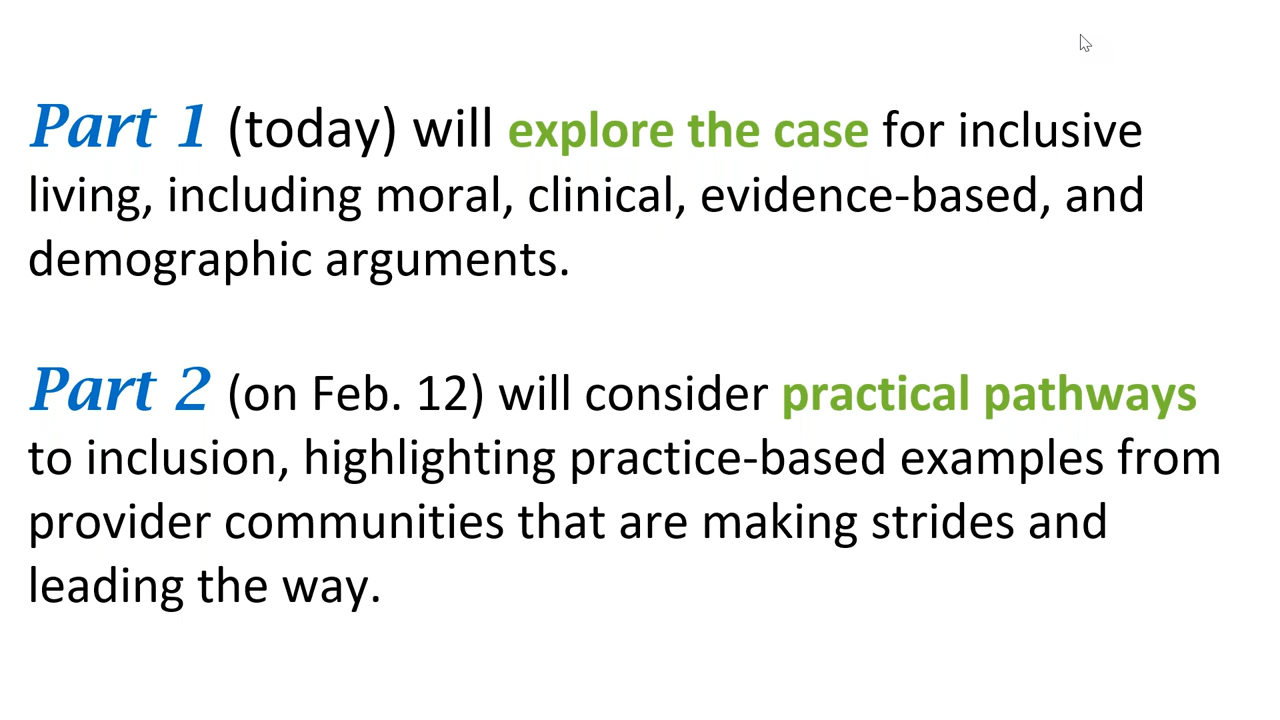 Part 1 (today) will explore the case for inclusive
living, including moral, clinical, evidence-based, and
demographic arguments.
Part 2 (on Feb. 12) will consider practical pathways
to inclusion, highlighting practice-based examples from
provider communities that are making strides and
leading the way.